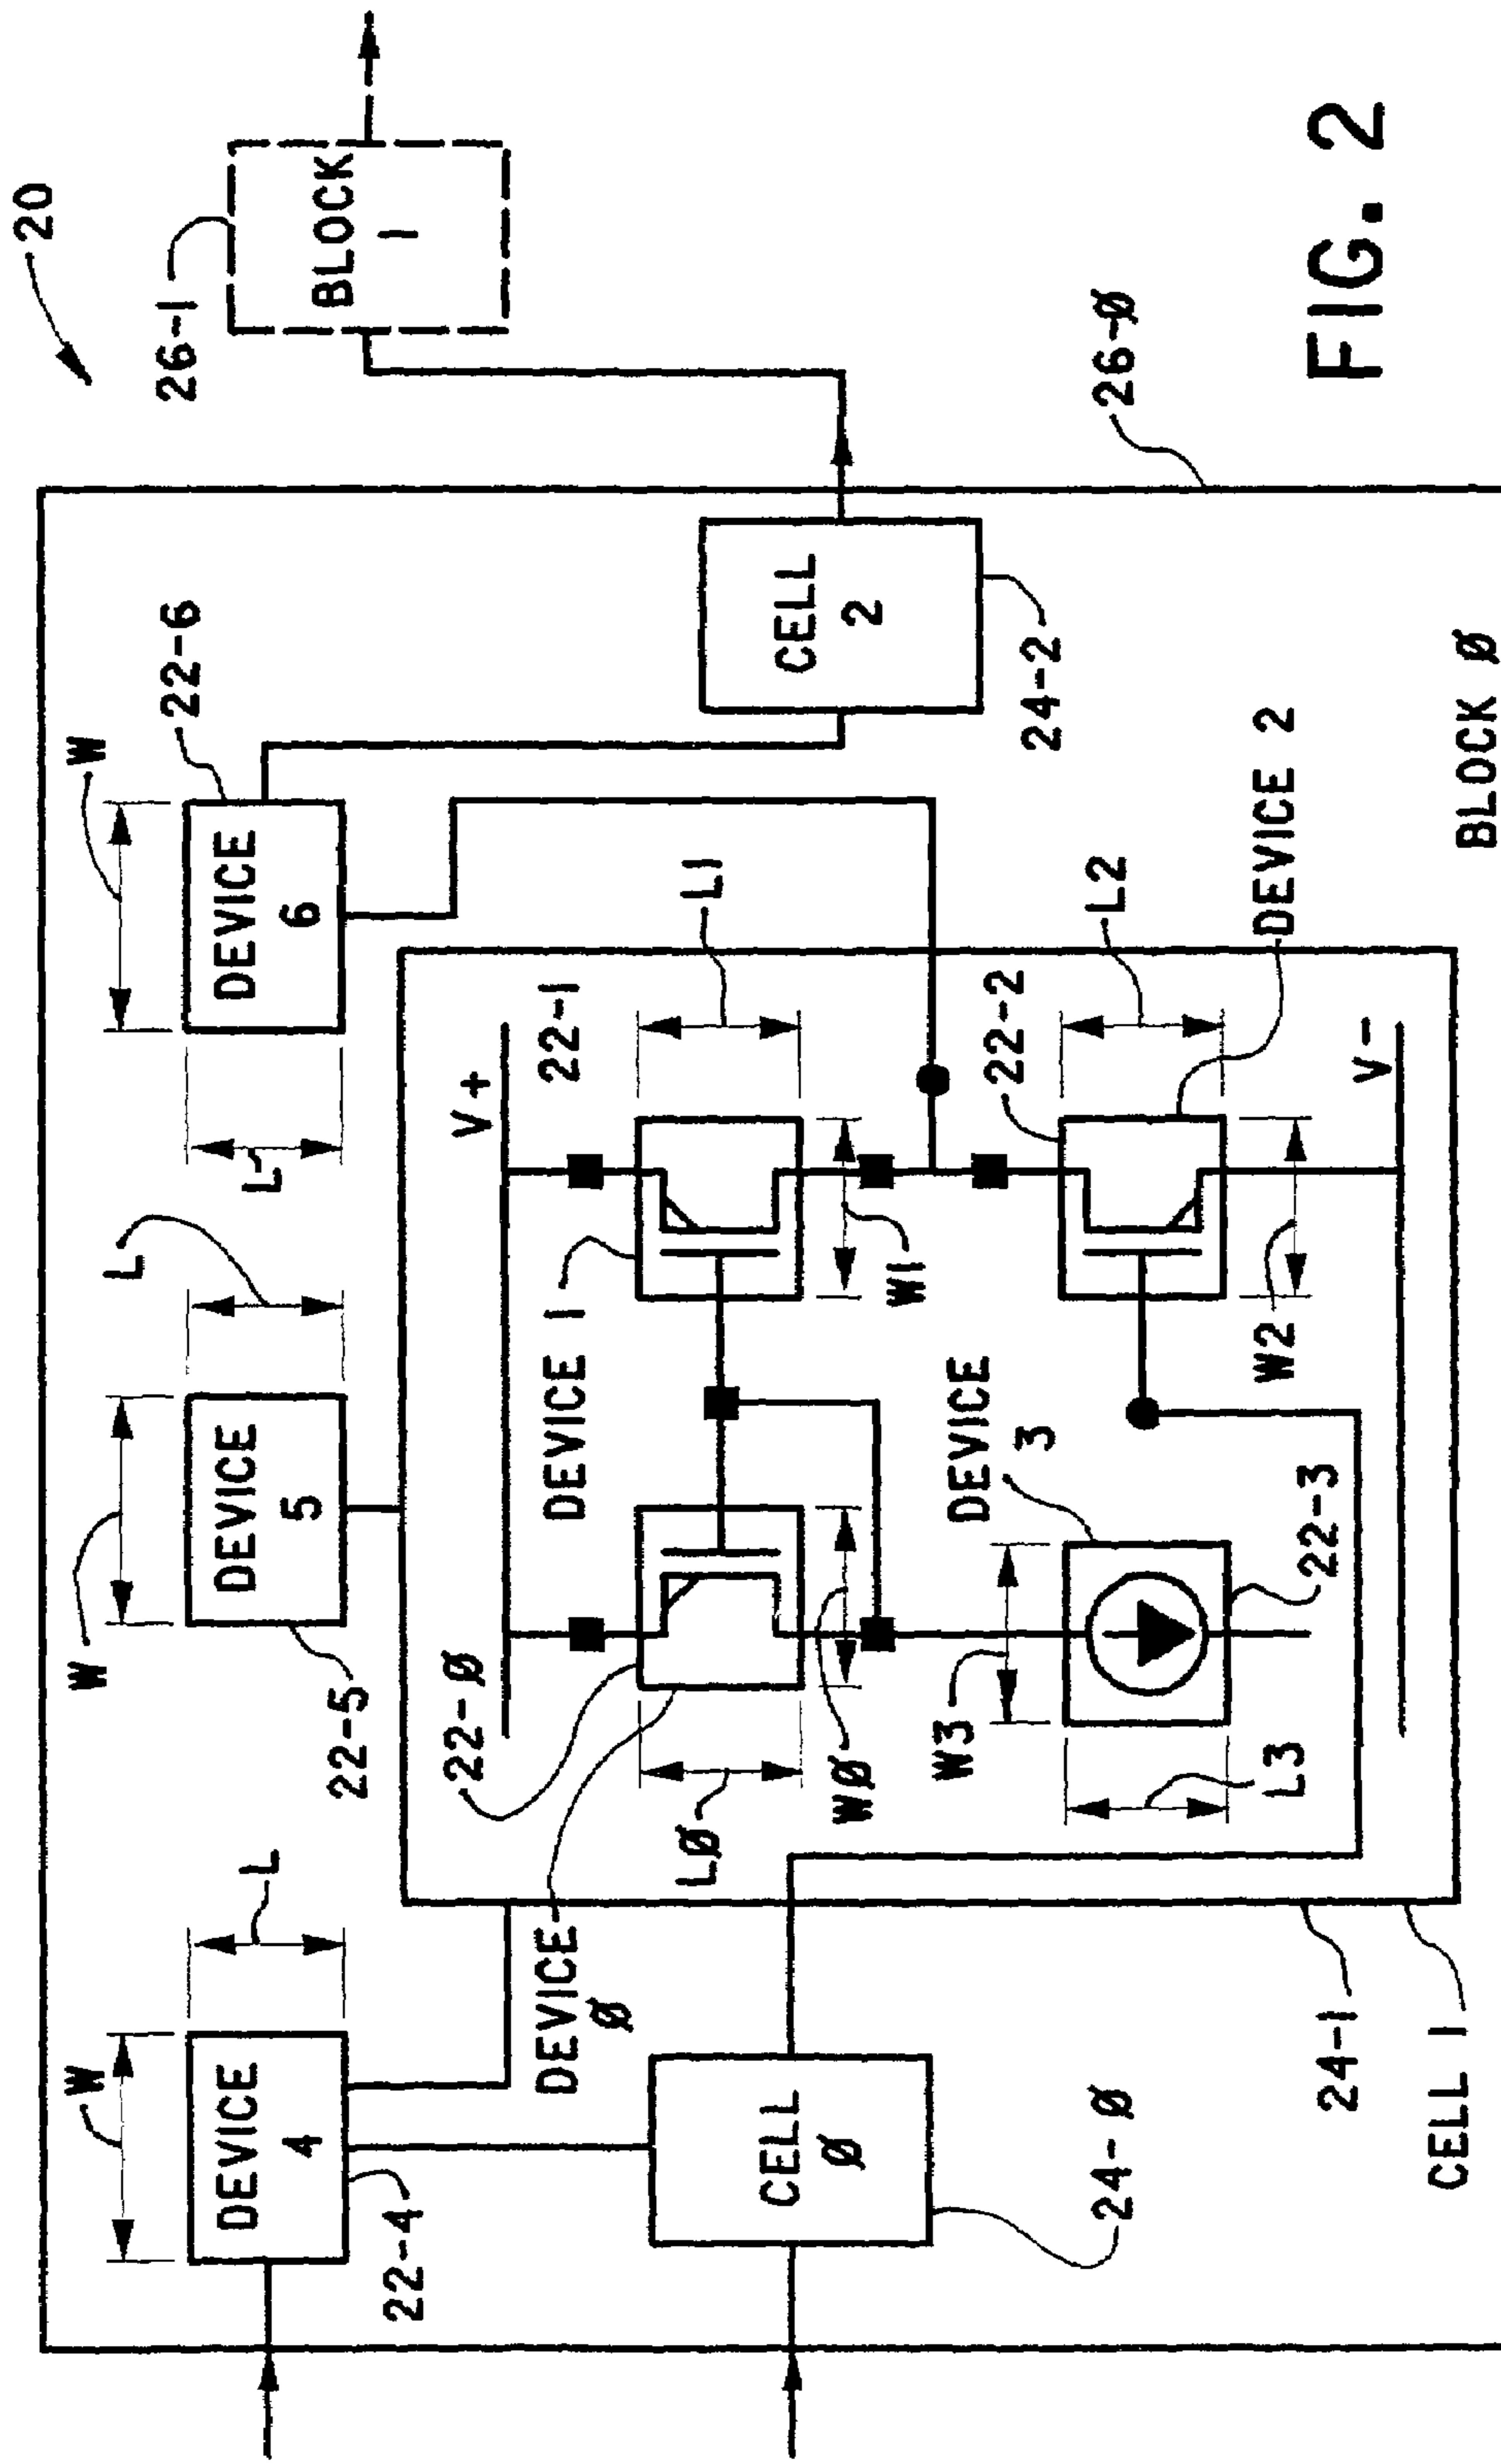 20
26-1
BLOCK
1
W
L
DEVICE
4
22-4
W
L
DEVICE
5
22-5
W
L
DEVICE
6
22-6
V+
22-Ø
22-1
DEVICE
Ø
LØ
WØ
DEVICE 1
L1
W1
CELL
Ø
24-Ø
CELL
2
24-2
W3
DEVICE
3
L3
22-3
22-2
L2
W2
DEVICE 2
V-
24-1
CELL 1
BLOCK Ø
26-Ø
FIG. 2